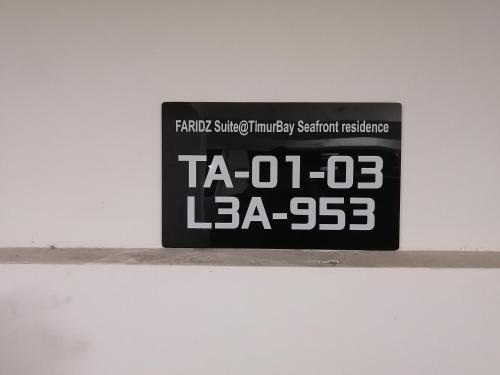 FARIDZ Suite@TimurBay Seafront residence
TA-01-03
L3A-953